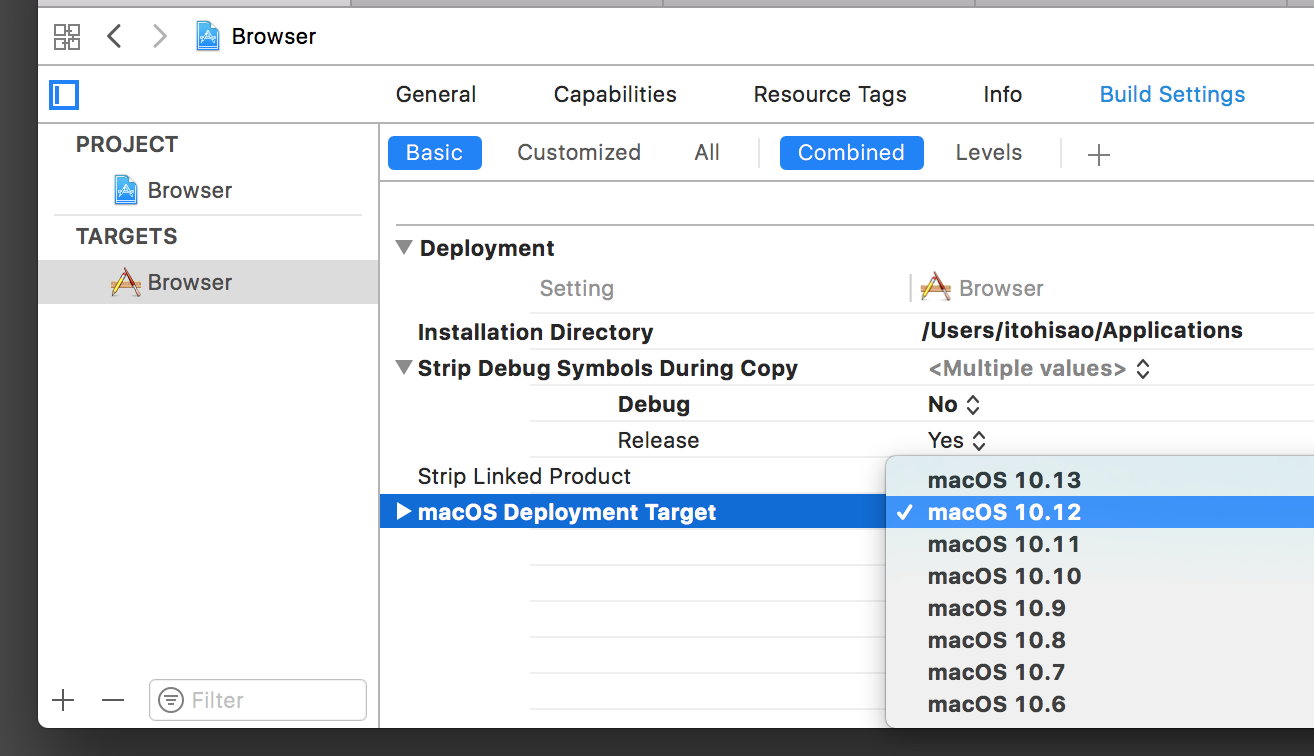 Browser
General Capabilities Resource Tags Info Build Settings
PROJECT
Browser
TARGETS
Browser
Filter
Basic Customized All Combined Levels
Deployment
Setting Browser
Installation Directory /Users/itohisao/Applications
Strip Debug Symbols During Copy <Multiple values>
Debug No
Release Yes
Strip Linked Product
macOS Deployment Target
macOS 10.13
macOS 10.12
macOS 10.11
macOS 10.10
macOS 10.9
macOS 10.8
macOS 10.7
macOS 10.6